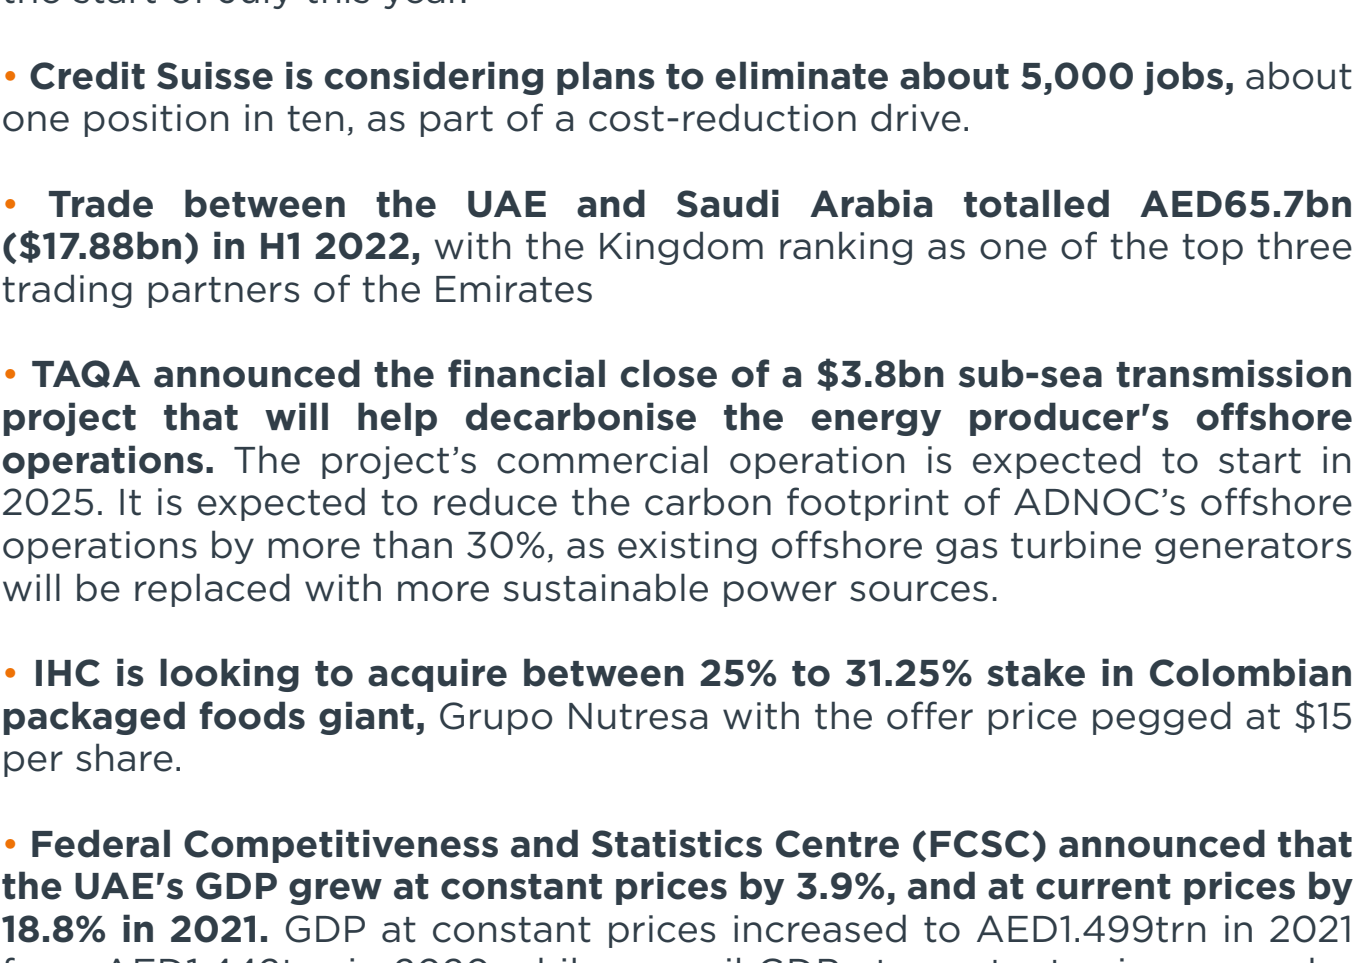 the start of July this year.
• Credit Suisse is considering plans to eliminate about 5,000 jobs, about
one position in ten, as part of a cost-reduction drive.
• Trade between the UAE and Saudi Arabia totalled AED65.7bn
($17.88bn) in H1 2022, with the Kingdom ranking as one of the top three
trading partners of the Emirates
• TAQA announced the financial close of a $3.8bn sub-sea transmission
project that will help decarbonise the energy producer's offshore
operations. The project’s commercial operation is expected to start in
2025. It is expected to reduce the carbon footprint of ADNOC’s offshore
operations by more than 30%, as existing offshore gas turbine generators
will be replaced with more sustainable power sources.
• IHC is looking to acquire between 25% to 31.25% stake in Colombian
packaged foods giant, Grupo Nutresa with the offer price pegged at $15
per share.
• Federal Competitiveness and Statistics Centre (FCSC) announced that
the UAE's GDP grew at constant prices by 3.9%, and at current prices by
18.8% in 2021. GDP at constant prices increased to AED1.499trn in 2021